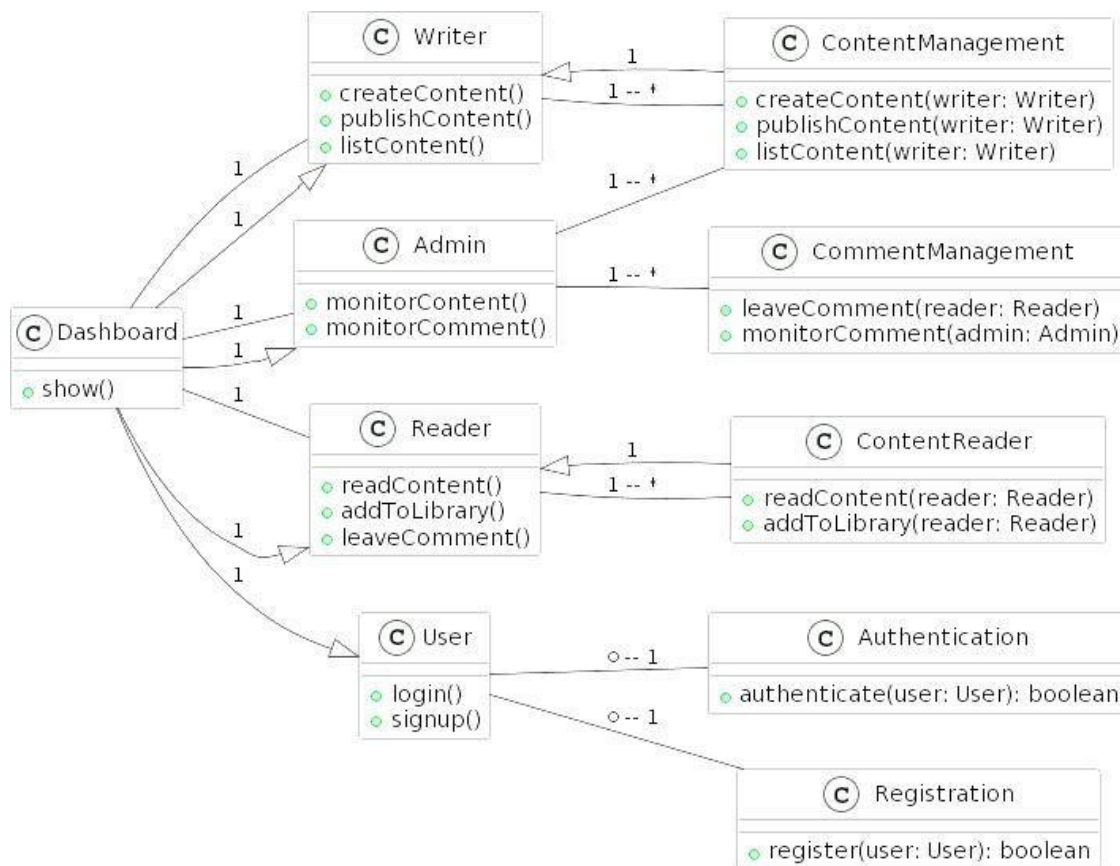 C Writer
createContent()
publishContent()
listContent()
C ContentManagement
createContent(writer: Writer)
publishContent(writer: Writer)
listContent(writer: Writer)
1
1 -- *
1
1
1 -- *
C Admin
monitorContent()
monitorComment()
C CommentManagement
leaveComment(reader: Reader)
monitorComment(admin: Admin)
1 -- *
C Dashboard
show()
1
1
1
C Reader
readContent()
addToLibrary()
leaveComment()
C ContentReader
readContent(reader: Reader)
addToLibrary(reader: Reader)
1
1 -- *
1
1
C User
login()
signup()
C Authentication
authenticate(user: User): boolean
o -- 1
o -- 1
C Registration
register(user: User): boolean